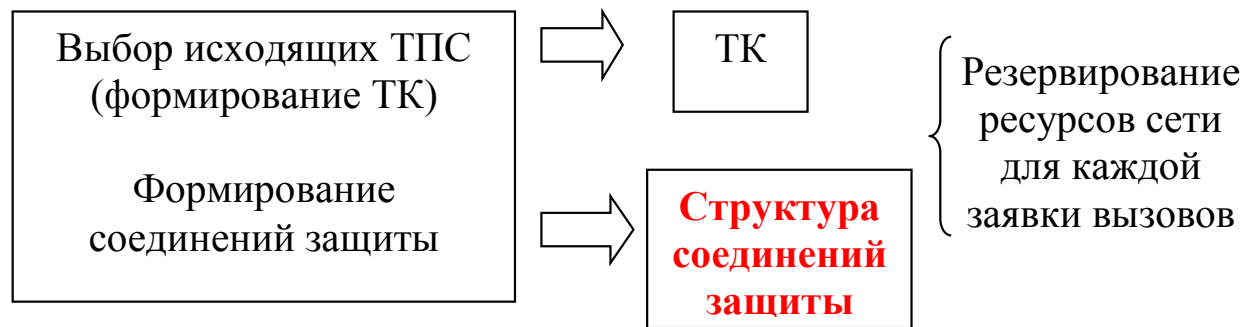 Выбор исходящих ТПС
(формирование ТК)
Формирование
соединений защиты
ТК
Структура
соединений
защиты
Резервирование
ресурсов сети
для каждой
заявки вызовов